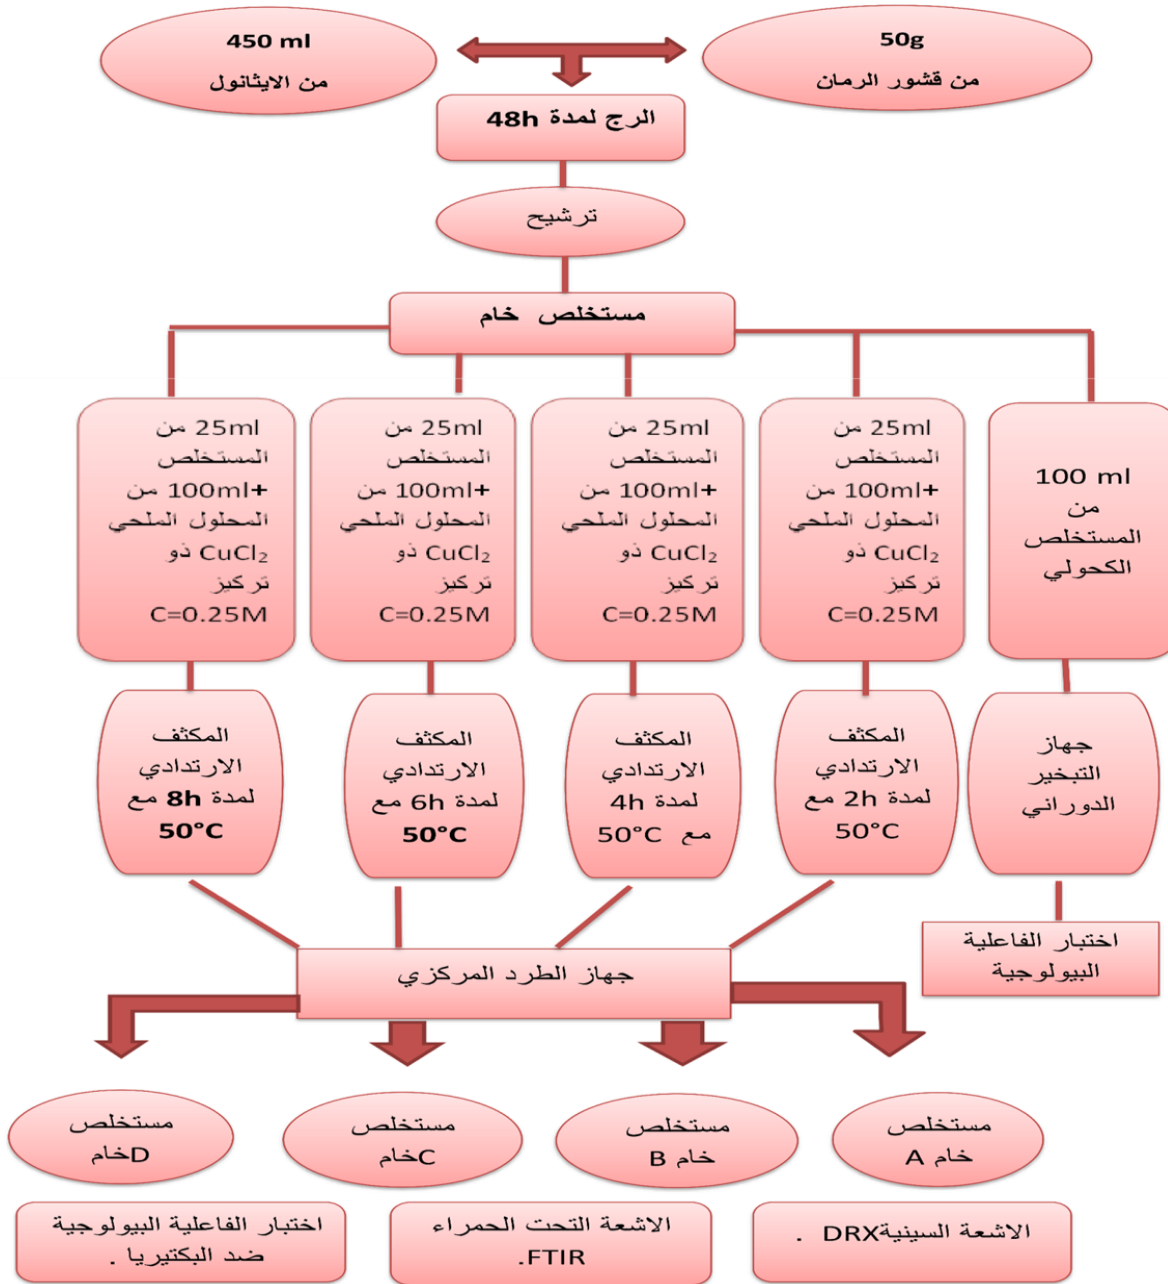 50g
من قشور الرمان
450 ml
من الايثانول
الرج لمدة 48h
ترشيح
مستخلص خام
100 ml
من
المستخلص
الكحولي
25ml من
المستخلص
+100ml من
المحلول الملحي
CuCl₂ ذو
تركيز
C=0.25M
25ml من
المستخلص
+100ml من
المحلول الملحي
CuCl₂ ذو
تركيز
C=0.25M
25ml من
المستخلص
+100ml من
المحلول الملحي
CuCl₂ ذو
تركيز
C=0.25M
25ml من
المستخلص
+100ml من
المحلول الملحي
CuCl₂ ذو
تركيز
C=0.25M
جهاز
التبخير
الدوراني
المكثف
الارتدادي
لمدة 2h مع
50°C
المكثف
الارتدادي
لمدة 4h
مع 50°C
المكثف
الارتدادي
لمدة 6h مع
50°C
المكثف
الارتدادي
لمدة 8h مع
50°C
اختبار الفاعلية
البيولوجية
جهاز الطرد المركزي
مستخلص
خام A
مستخلص
خام B
مستخلص
خامC
مستخلص
خامD
الاشعة السينيةDRX .
الاشعة التحت الحمراء
FTIR.
اختبار الفاعلية البيولوجية
ضد البكتيريا .